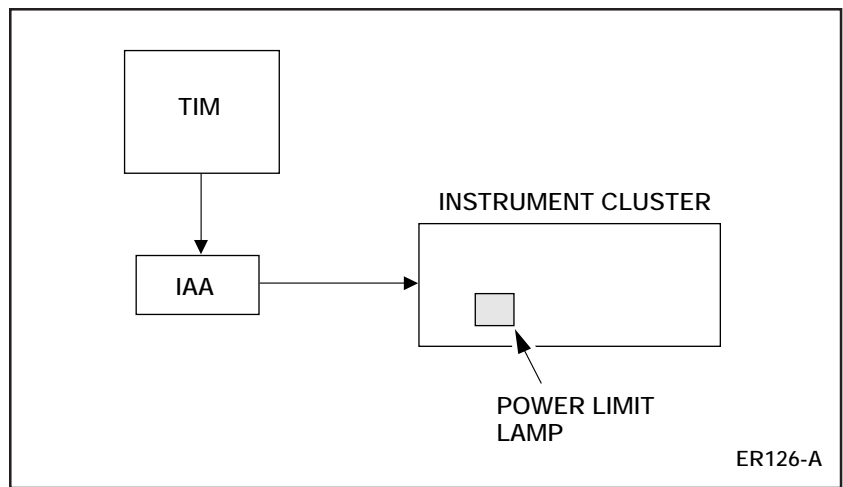 TIM
INSTRUMENT CLUSTER
IAA
POWER LIMIT
LAMP
ER126-A